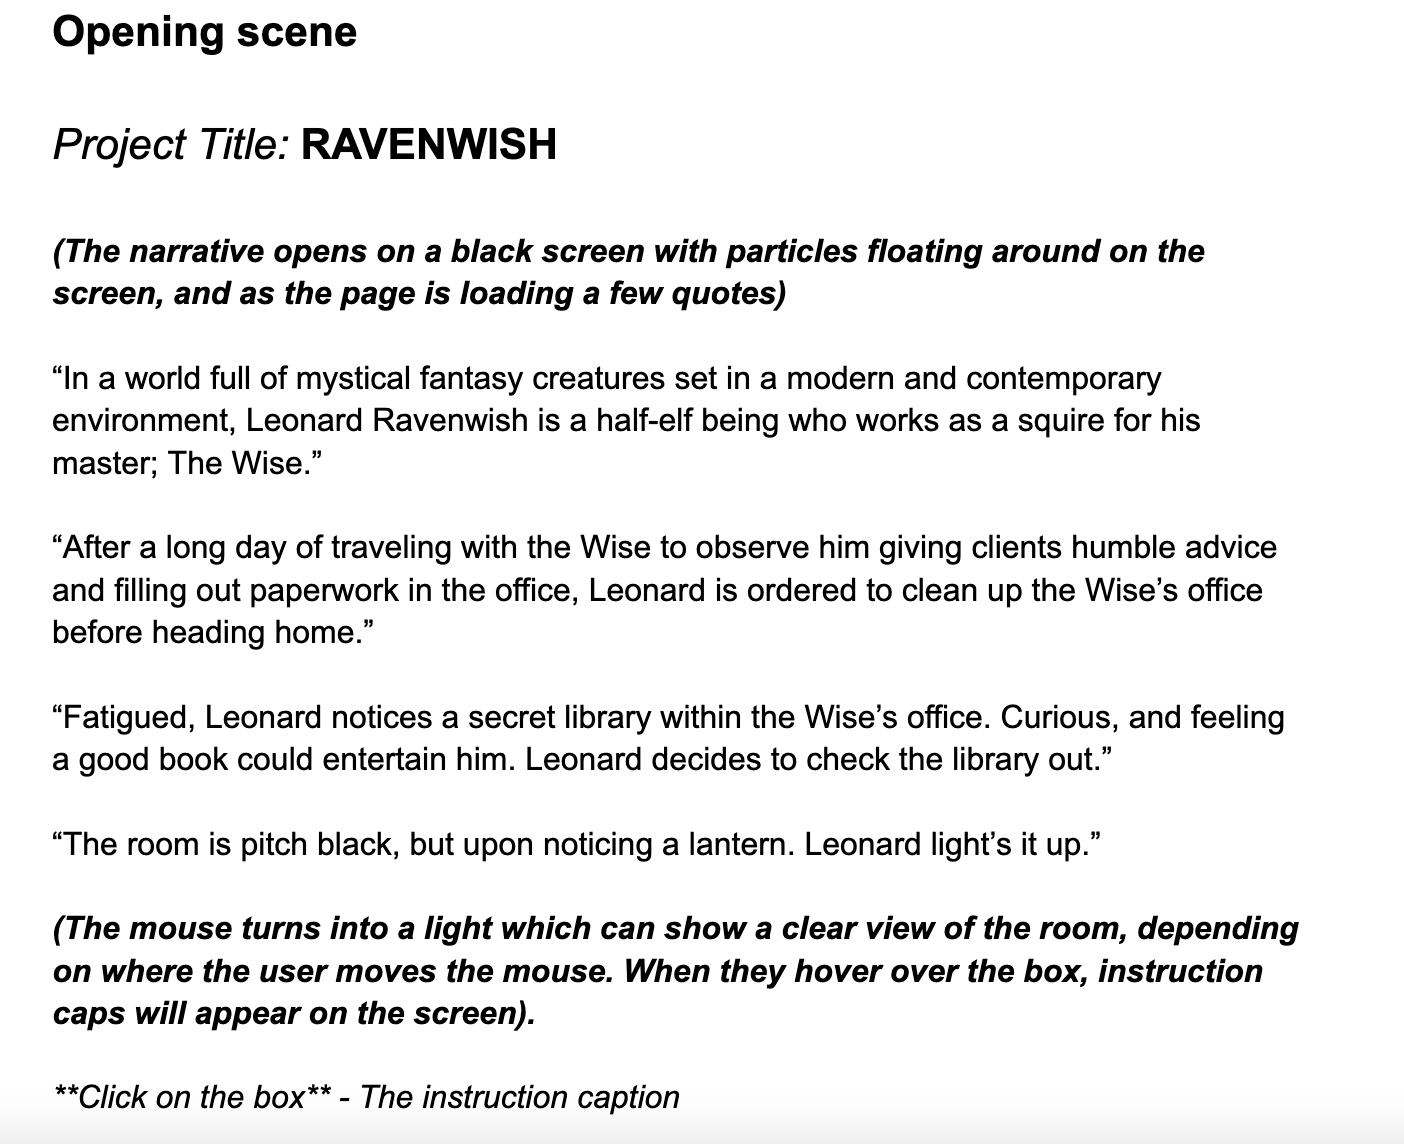 Opening scene
Project Title: RAVENWISH
(The narrative opens on a black screen with particles floating around on the
screen, and as the page is loading a few quotes)
“In a world full of mystical fantasy creatures set in a modern and contemporary
environment, Leonard Ravenwish is a half-elf being who works as a squire for his
master; The Wise.”
“After a long day of traveling with the Wise to observe him giving clients humble advice
and filling out paperwork in the office, Leonard is ordered to clean up the Wise’s office
before heading home.”
“Fatigued, Leonard notices a secret library within the Wise’s office. Curious, and feeling
a good book could entertain him. Leonard decides to check the library out.”
“The room is pitch black, but upon noticing a lantern. Leonard light’s it up.”
(The mouse turns into a light which can show a clear view of the room, depending
on where the user moves the mouse. When they hover over the box, instruction
caps will appear on the screen).
**Click on the box** - The instruction caption